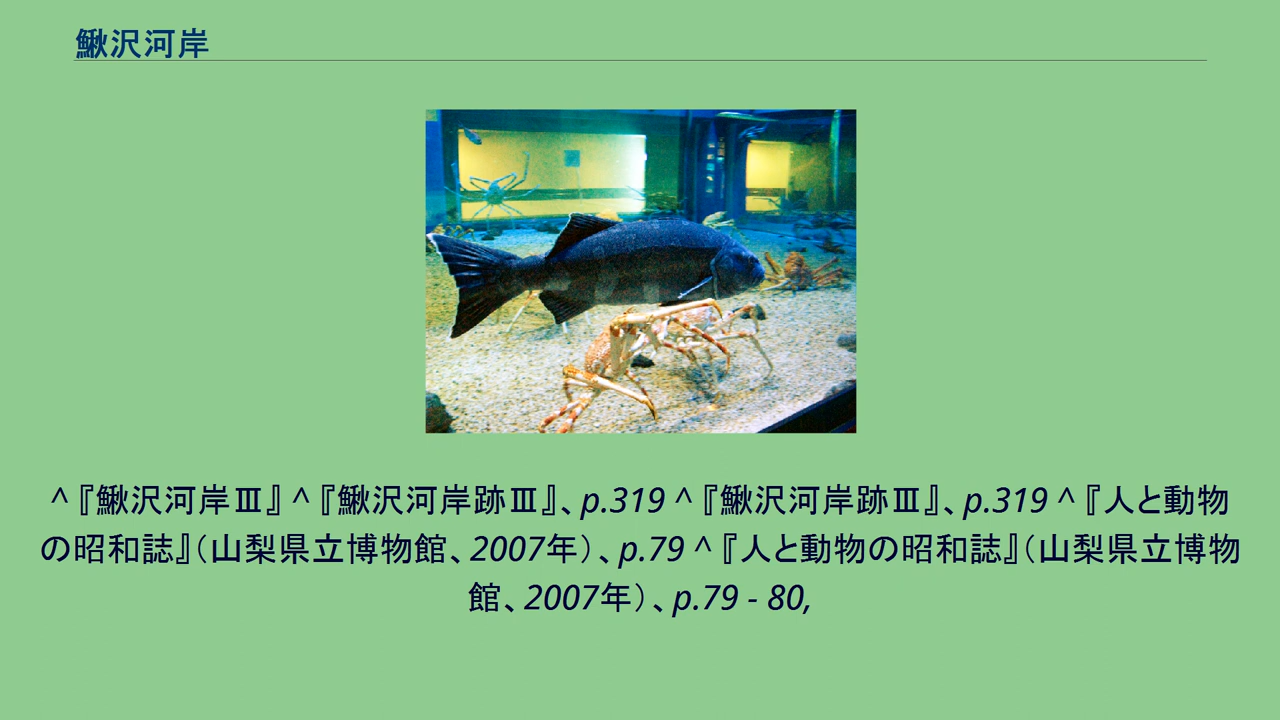 鰍沢河岸
^『鰍沢河岸Ⅲ』^『鰍沢河岸跡Ⅲ』、p.319 ^『鰍沢河岸跡Ⅲ』、p.319 ^『人と動物
の昭和誌』（山梨県立博物館、2007年）、p.79 ^『人と動物の昭和誌』（山梨県立博物
館、2007年）、p.79 - 80,